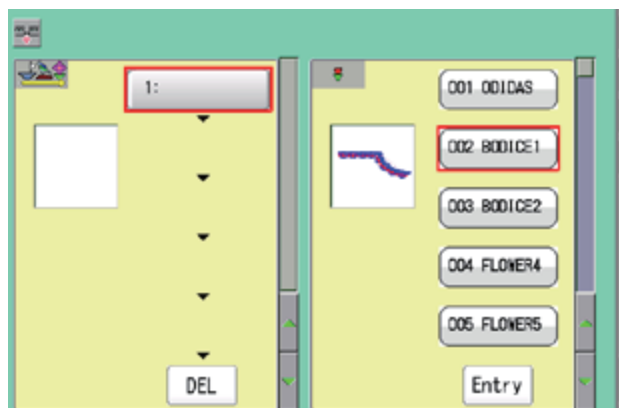 1:
DEL
001 ODIDAS
002 BODICE1
003 BODICE2
004 FLOWER4
005 FLOWER5
Entry